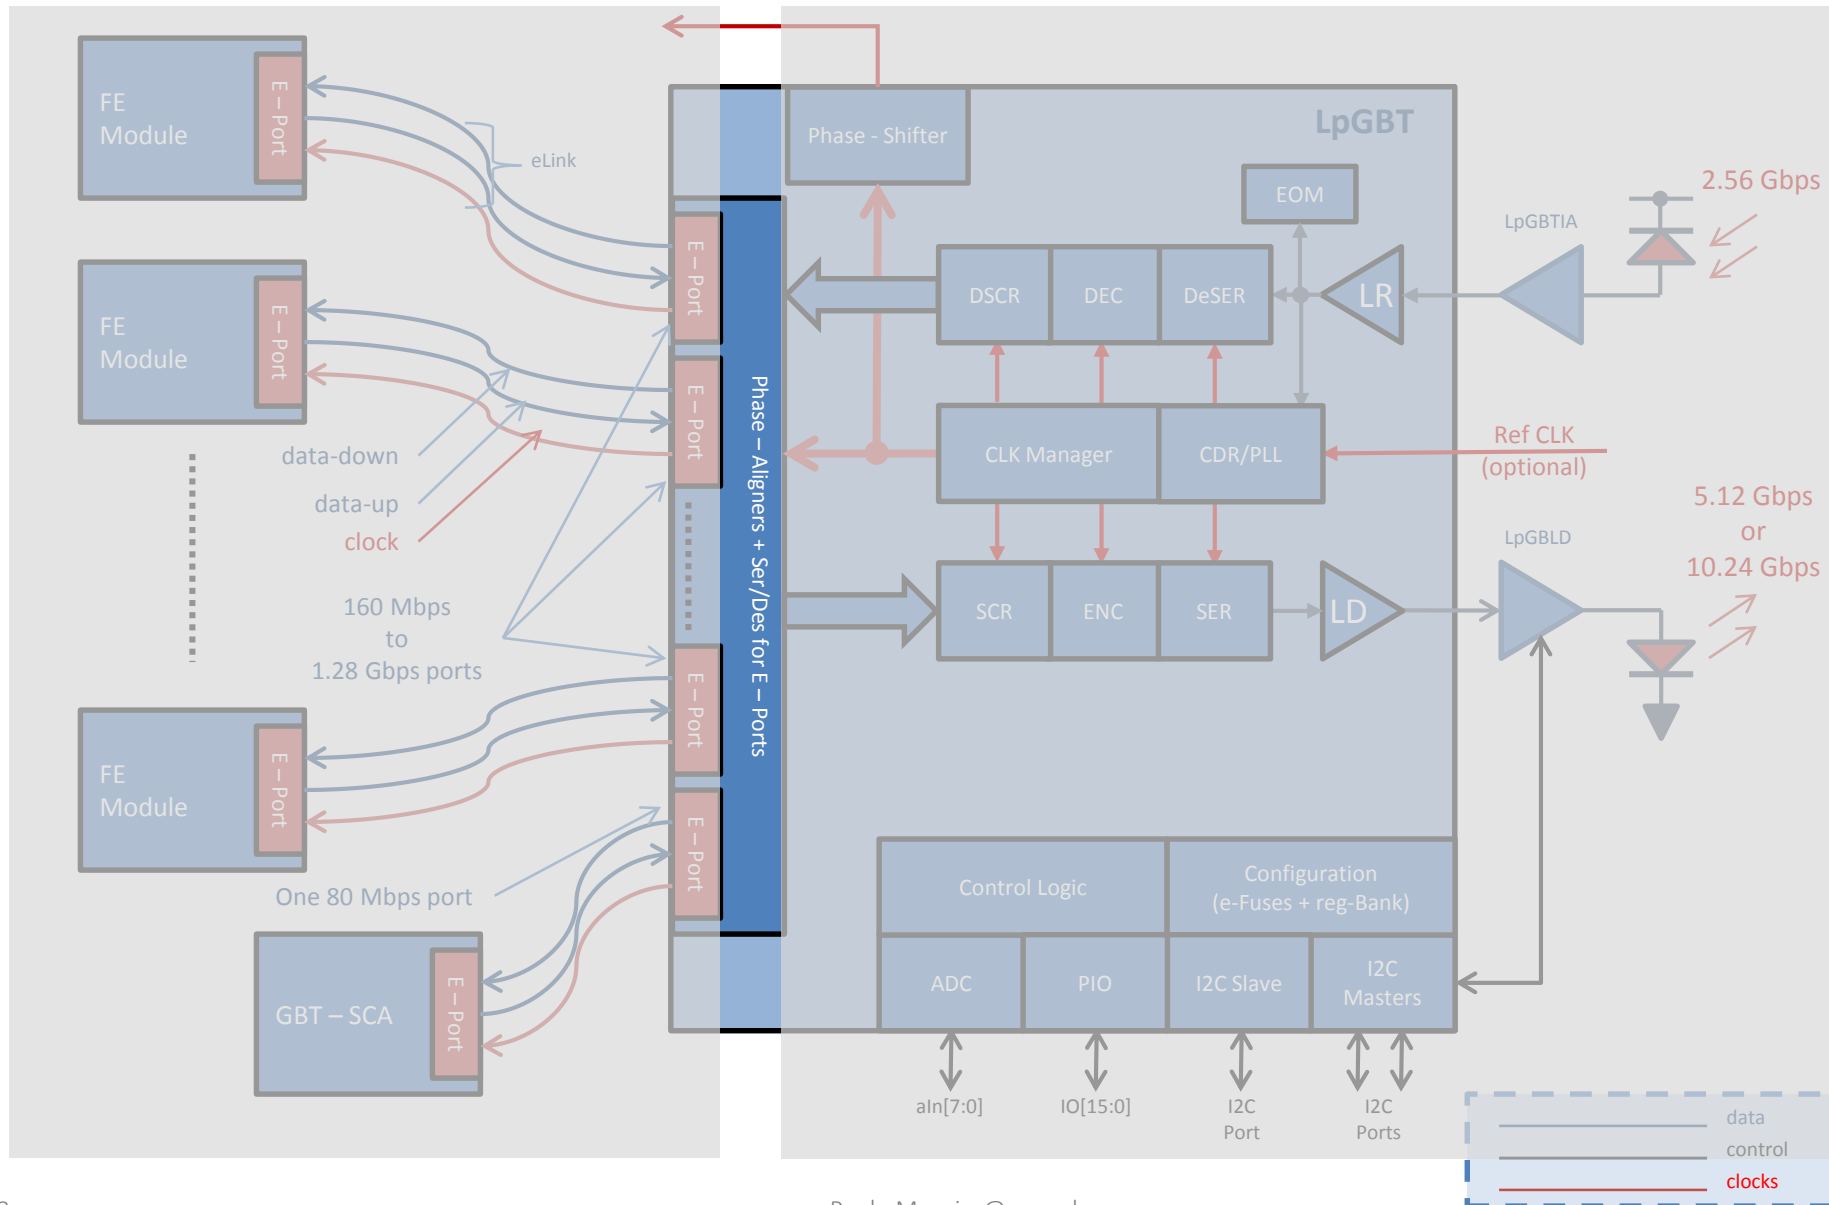 FE
Module
E – Port
eLink
FE
Module
E – Port
data-down
data-up
clock
160 Mbps
to
1.28 Gbps ports
FE
Module
E – Port
One 80 Mbps port
GBT – SCA
E – Port
E – Port
E – Port
E – Port
E – Port
Phase – Aligners + Ser/Des for E – Ports
Phase - Shifter
LpGBT
EOM
DSCR
DEC
DeSER
LR
LpGBTIA
2.56 Gbps
CLK Manager
CDR/PLL
Ref CLK
(optional)
5.12 Gbps
or
10.24 Gbps
LpGBLD
SCR
ENC
SER
LD
Control Logic
Configuration
(e-Fuses + reg-Bank)
ADC
PIO
I2C Slave
I2C
Masters
aIn[7:0]
IO[15:0]
I2C
Port
I2C
Ports
data
control
clocks